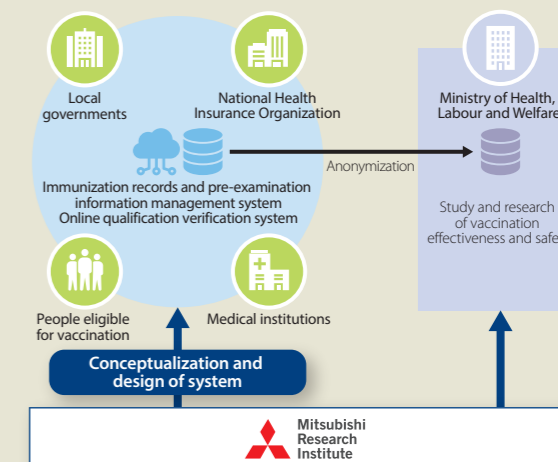 Local
governments
National Health
Insurance Organization
Ministry of Health,
Labour and Welfare
Anonymization
Immunization records and pre-examination
information management system
Online qualification verification system
Study and research
of vaccination
effectiveness and
People eligible
for vaccination
Medical institutions
Conceptualization and
design of system
Mitsubishi
Research
Institute